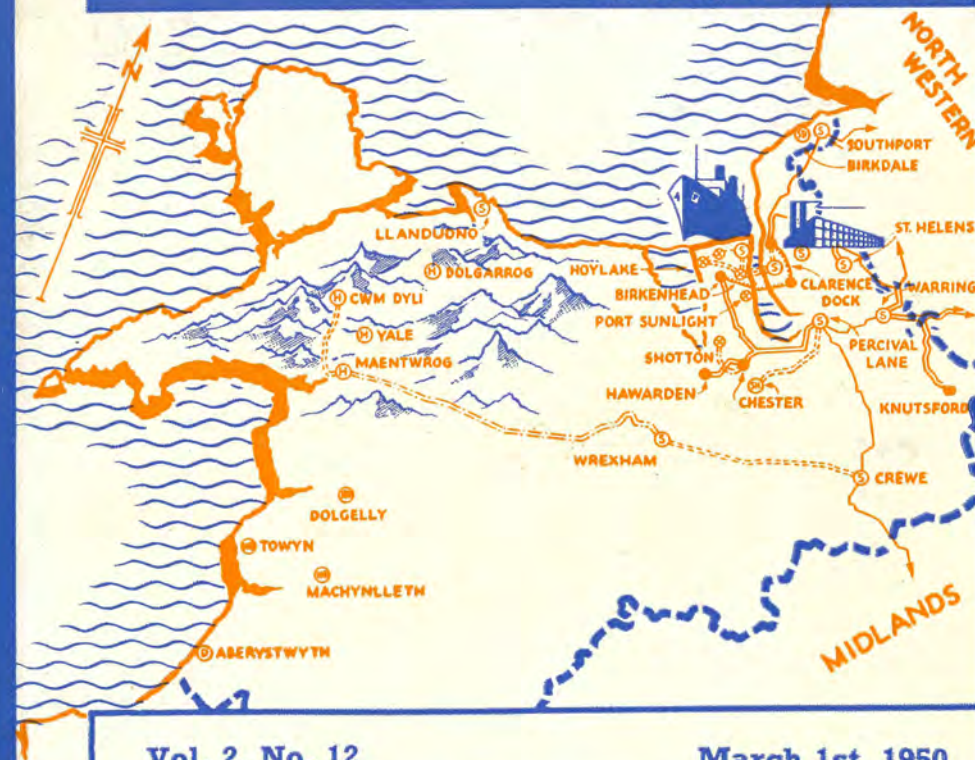 N
NORTH
WESTERN
SOUTHPORT
BIRKDALE
ST. HELENS
LLANDUDNO
DOLGARROG
HOYLAKE
CWM DYLI
BIRKENHEAD
CLARENCE
DOCK
WARRING
PORT SUNLIGHT
YALE
PERCIVAL
LANE
MAENTWROG
SHOTTON
HAWARDEN
CHESTER
KNUTSFORD
WREXHAM
CREWE
DOLGELLY
TOWYN
MACHYNLLETH
MIDLANDS
ABERYSTWYTH
Vol. 2 No. 12
March 1st, 1950